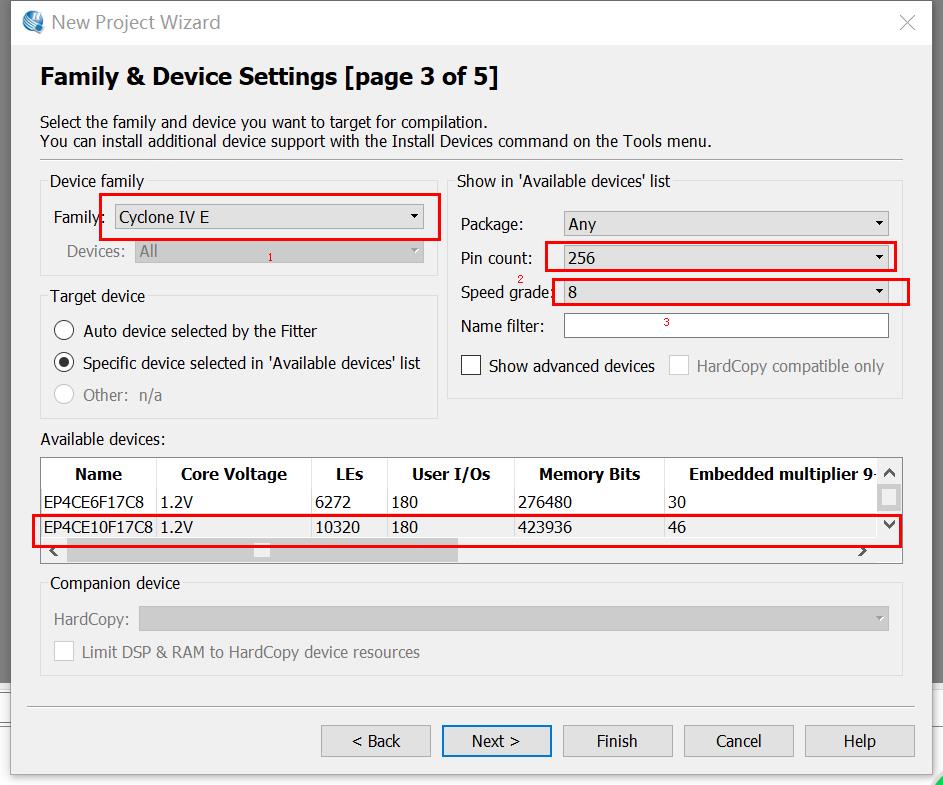 New Project Wizard
Family & Device Settings [page 3 of 5]
Select the family and device you want to target for compilation.
You can install additional device support with the Install Devices command on the Tools menu.
Device family
Family: Cyclone IV E
Devices: All
1
Show in 'Available devices' list
Package: Any
Pin count: 256
2
Speed grade: 8
Name filter:
3
Show advanced devices HardCopy compatible only
Target device
Auto device selected by the Fitter
Specific device selected in 'Available devices' list
Other: n/a
Available devices:
Name Core Voltage LEs User I/Os Memory Bits Embedded multiplier 9-
EP4CE6F17C8 1.2V 6272 180 276480 30
EP4CE10F17C8 1.2V 10320 180 423936 46
Companion device
HardCopy:
Limit DSP & RAM to HardCopy device resources
< Back Next > Finish Cancel Help